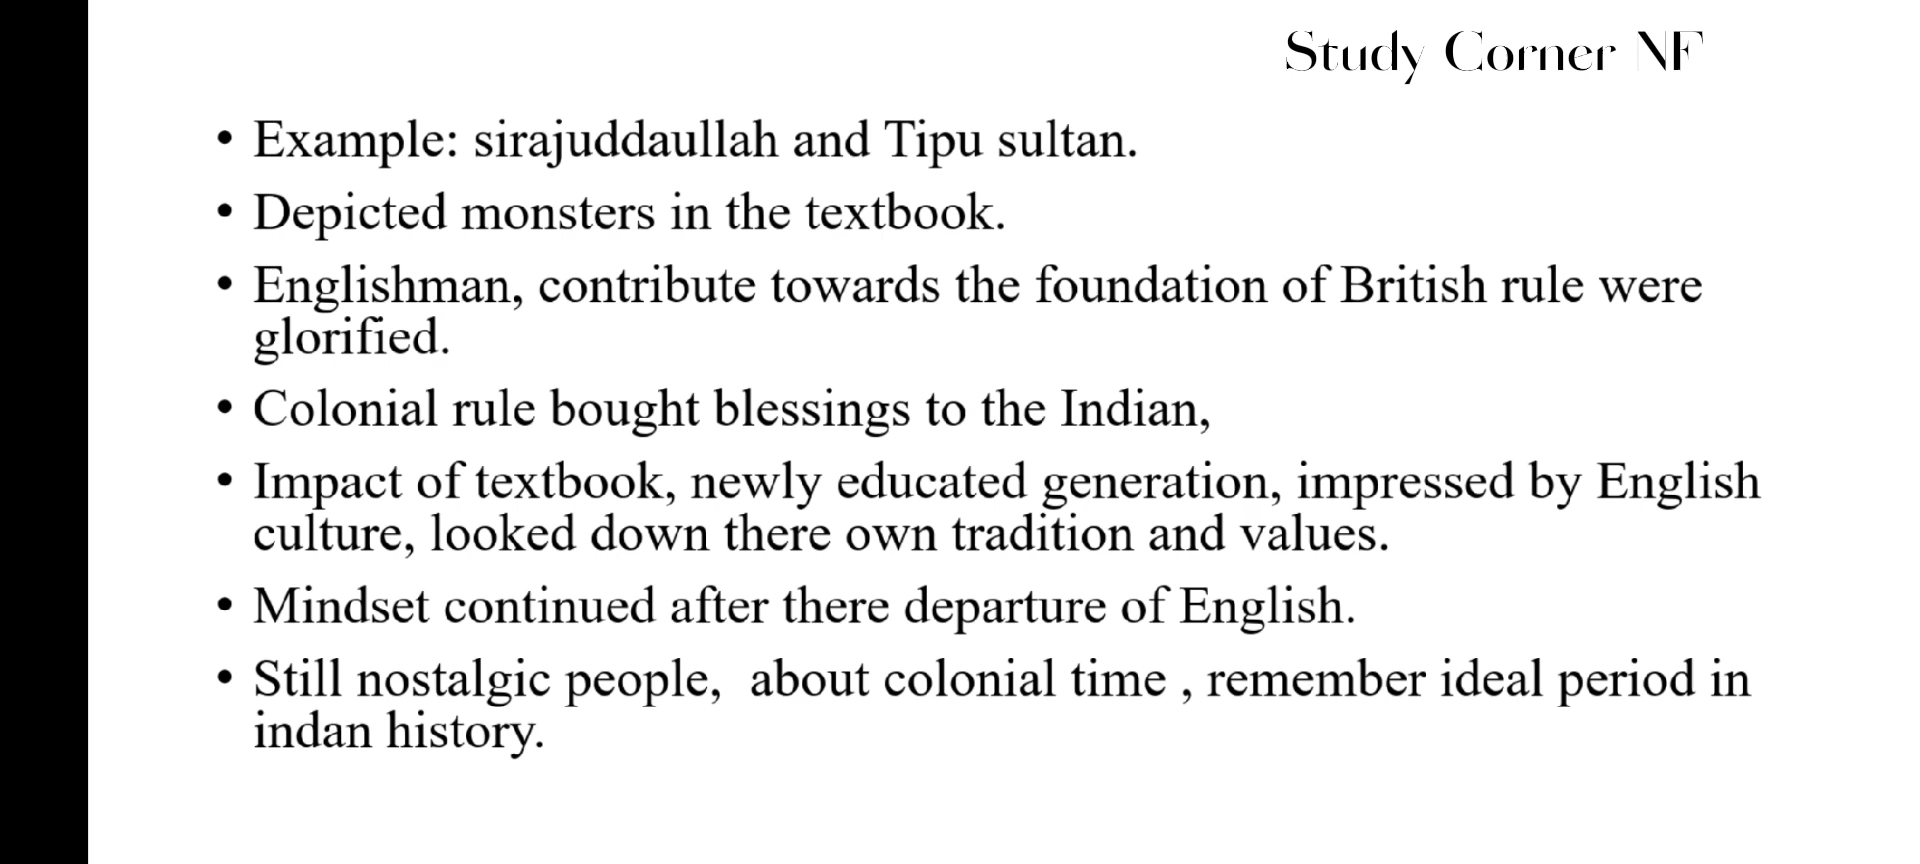 Study Corner NF
• Example: sirajuddaullah and Tipu sultan.
• Depicted monsters in the textbook.
• Englishman, contribute towards the foundation of British rule were
glorified.
• Colonial rule bought blessings to the Indian,
• Impact of textbook, newly educated generation, impressed by English
culture, looked down there own tradition and values.
• Mindset continued after there departure of English.
• Still nostalgic people,  about colonial time , remember ideal period in
indan history.